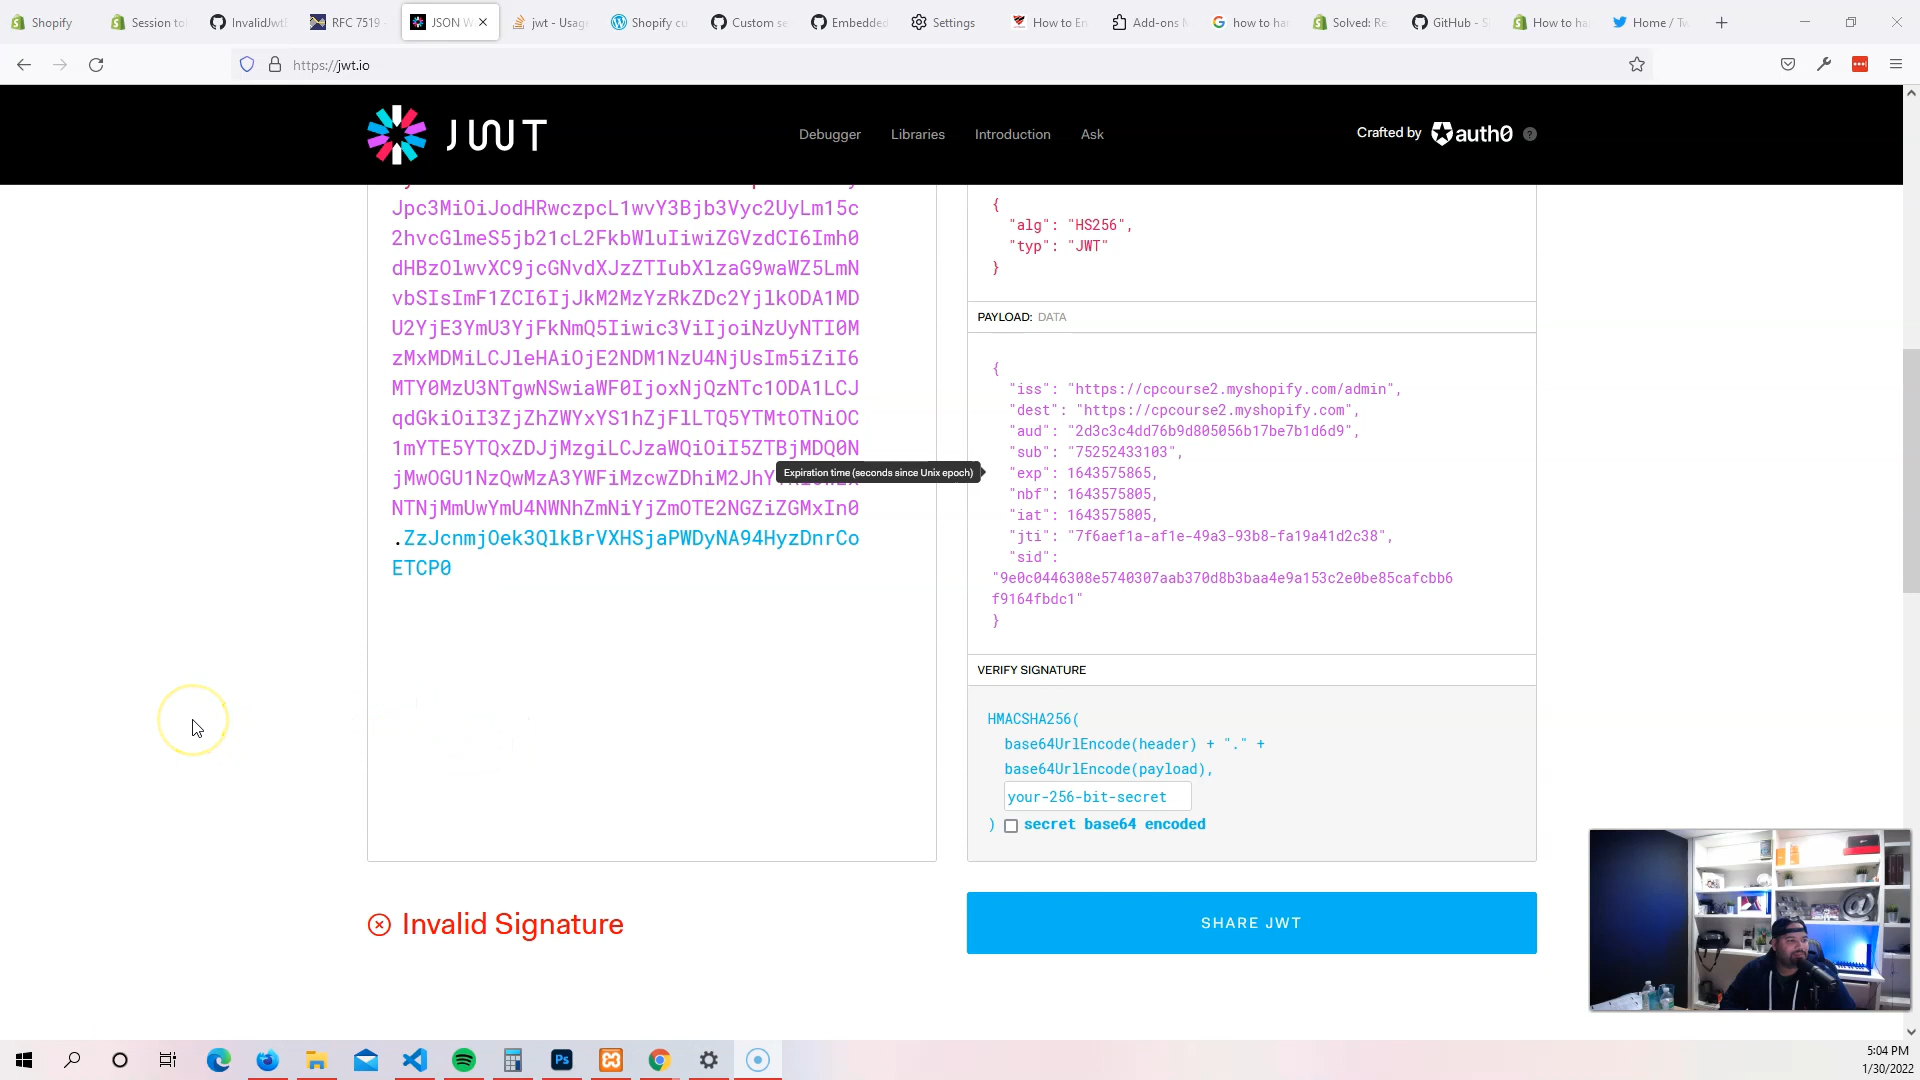 Shopify
Session to
InvalidJwtE
RFC 7519
JSON W
jwt - Usag
Shopify cu
Custom se
Embedded
Settings
How to En
Add-ons M
how to ha
Solved: Re
GitHub - S
How to ha
Home / Tw
https://jwt.io
JWT
Debugger
Libraries
Introduction
Ask
Crafted by auth0
Jpc3MiOiJodHRwczpcL1wvY3Bjb3Vyc2UyLm15c
2hvcGlmeS5jb21cL2FkbWluIiwiZGVzdCI6Imh0
dHBzOlwvXC9jcGNvdXJzZTIubXlzaG9waWZ5LmN
vbSIsImF1ZCI6IjJkM2MzYzRkZDc2YjlkODA1MD
U2YjE3YmU3YjFkNmQ5Iiwic3ViIjoiNzUyNTI0M
zMxMDMiLCJleHAiOjE2NDM1NzU4NjUsIm5iZiI6
MTY0MzU3NTgwNSwiaWF0IjoxNjQzNTc1ODA1LCJ
qdGkiOiI3ZjZhZWYxYS1hZjFlLTQ5YTMtOTNiOC
1mYTE5YTQxZDJjMzgiLCJzaWQiOiI5ZTBjMDQ0N
jMwOGU1NzQwMzA3YWFiMzcwZDhiM2JhY
NTNjMmUwYmU4NWNhZmNiYjZmOTE2NGZiZGMxIn0
.ZzJcnmjOek3QlkBrVXHSjaPWDyNA94HyzDnrCo
ETCP0
{
"alg": "HS256",
"typ": "JWT"
}
PAYLOAD: DATA
{
"iss": "https://cpcourse2.myshopify.com/admin",
"dest": "https://cpcourse2.myshopify.com",
"aud": "2d3c3c4dd76b9d805056b17be7b1d6d9",
"sub": "75252433103",
Expiration time (seconds since Unix epoch)
"exp": 1643575865,
"nbf": 1643575805,
"iat": 1643575805,
"jti": "7f6aef1a-af1e-49a3-93b8-fa19a41d2c38",
"sid":
"9e0c0446308e5740307aab370d8b3baa4e9a153c2e0be85cafcbb6
f9164fbdc1"
}
VERIFY SIGNATURE
HMACSHA256(
base64UrlEncode(header) + "." +
base64UrlEncode(payload),
your-256-bit-secret
) secret base64 encoded
Invalid Signature
SHARE JWT
Ps
5:04 PM
1/30/2022